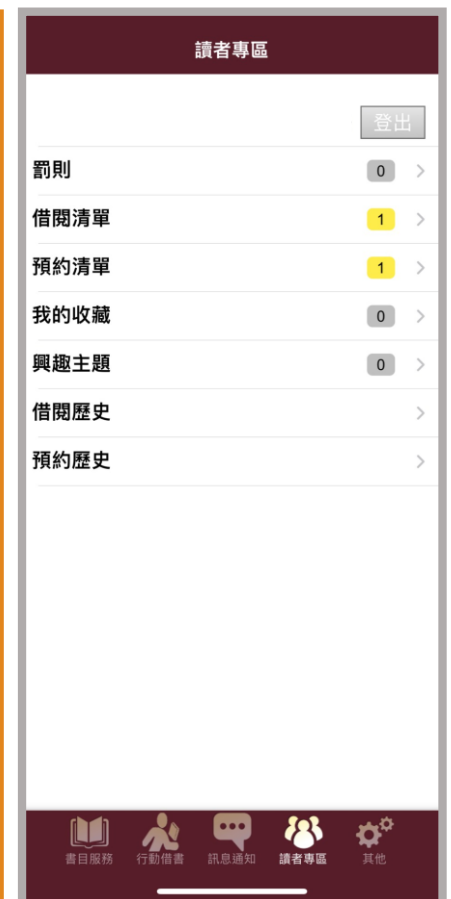 讀者專區
登出
罰則 0
借閱清單 1
預約清單 1
我的收藏 0
興趣主題 0
借閱歷史
預約歷史
書目服務 行動借書 訊息通知 讀者專區 其他